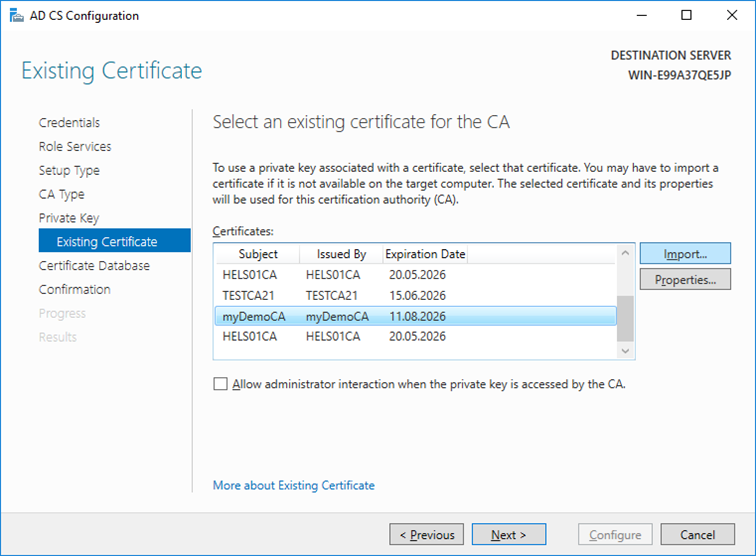 AD CS Configuration
Existing Certificate
DESTINATION SERVER
WIN-E99A37QE5JP
Credentials
Role Services
Setup Type
CA Type
Private Key
Existing Certificate
Certificate Database
Confirmation
Progress
Results
Select an existing certificate for the CA
To use a private key associated with a certificate, select that certificate. You may have to import a
certificate if it is not available on the target computer. The selected certificate and its properties
will be used for this certification authority (CA).
Certificates:
Subject Issued By Expiration Date
HELS01CA HELS01CA 20.05.2026
TESTCA21 TESTCA21 15.06.2026
myDemoCA myDemoCA 11.08.2026
HELS01CA HELS01CA 20.05.2026
Import...
Properties...
Allow administrator interaction when the private key is accessed by the CA.
More about Existing Certificate
< Previous
Next >
Configure
Cancel